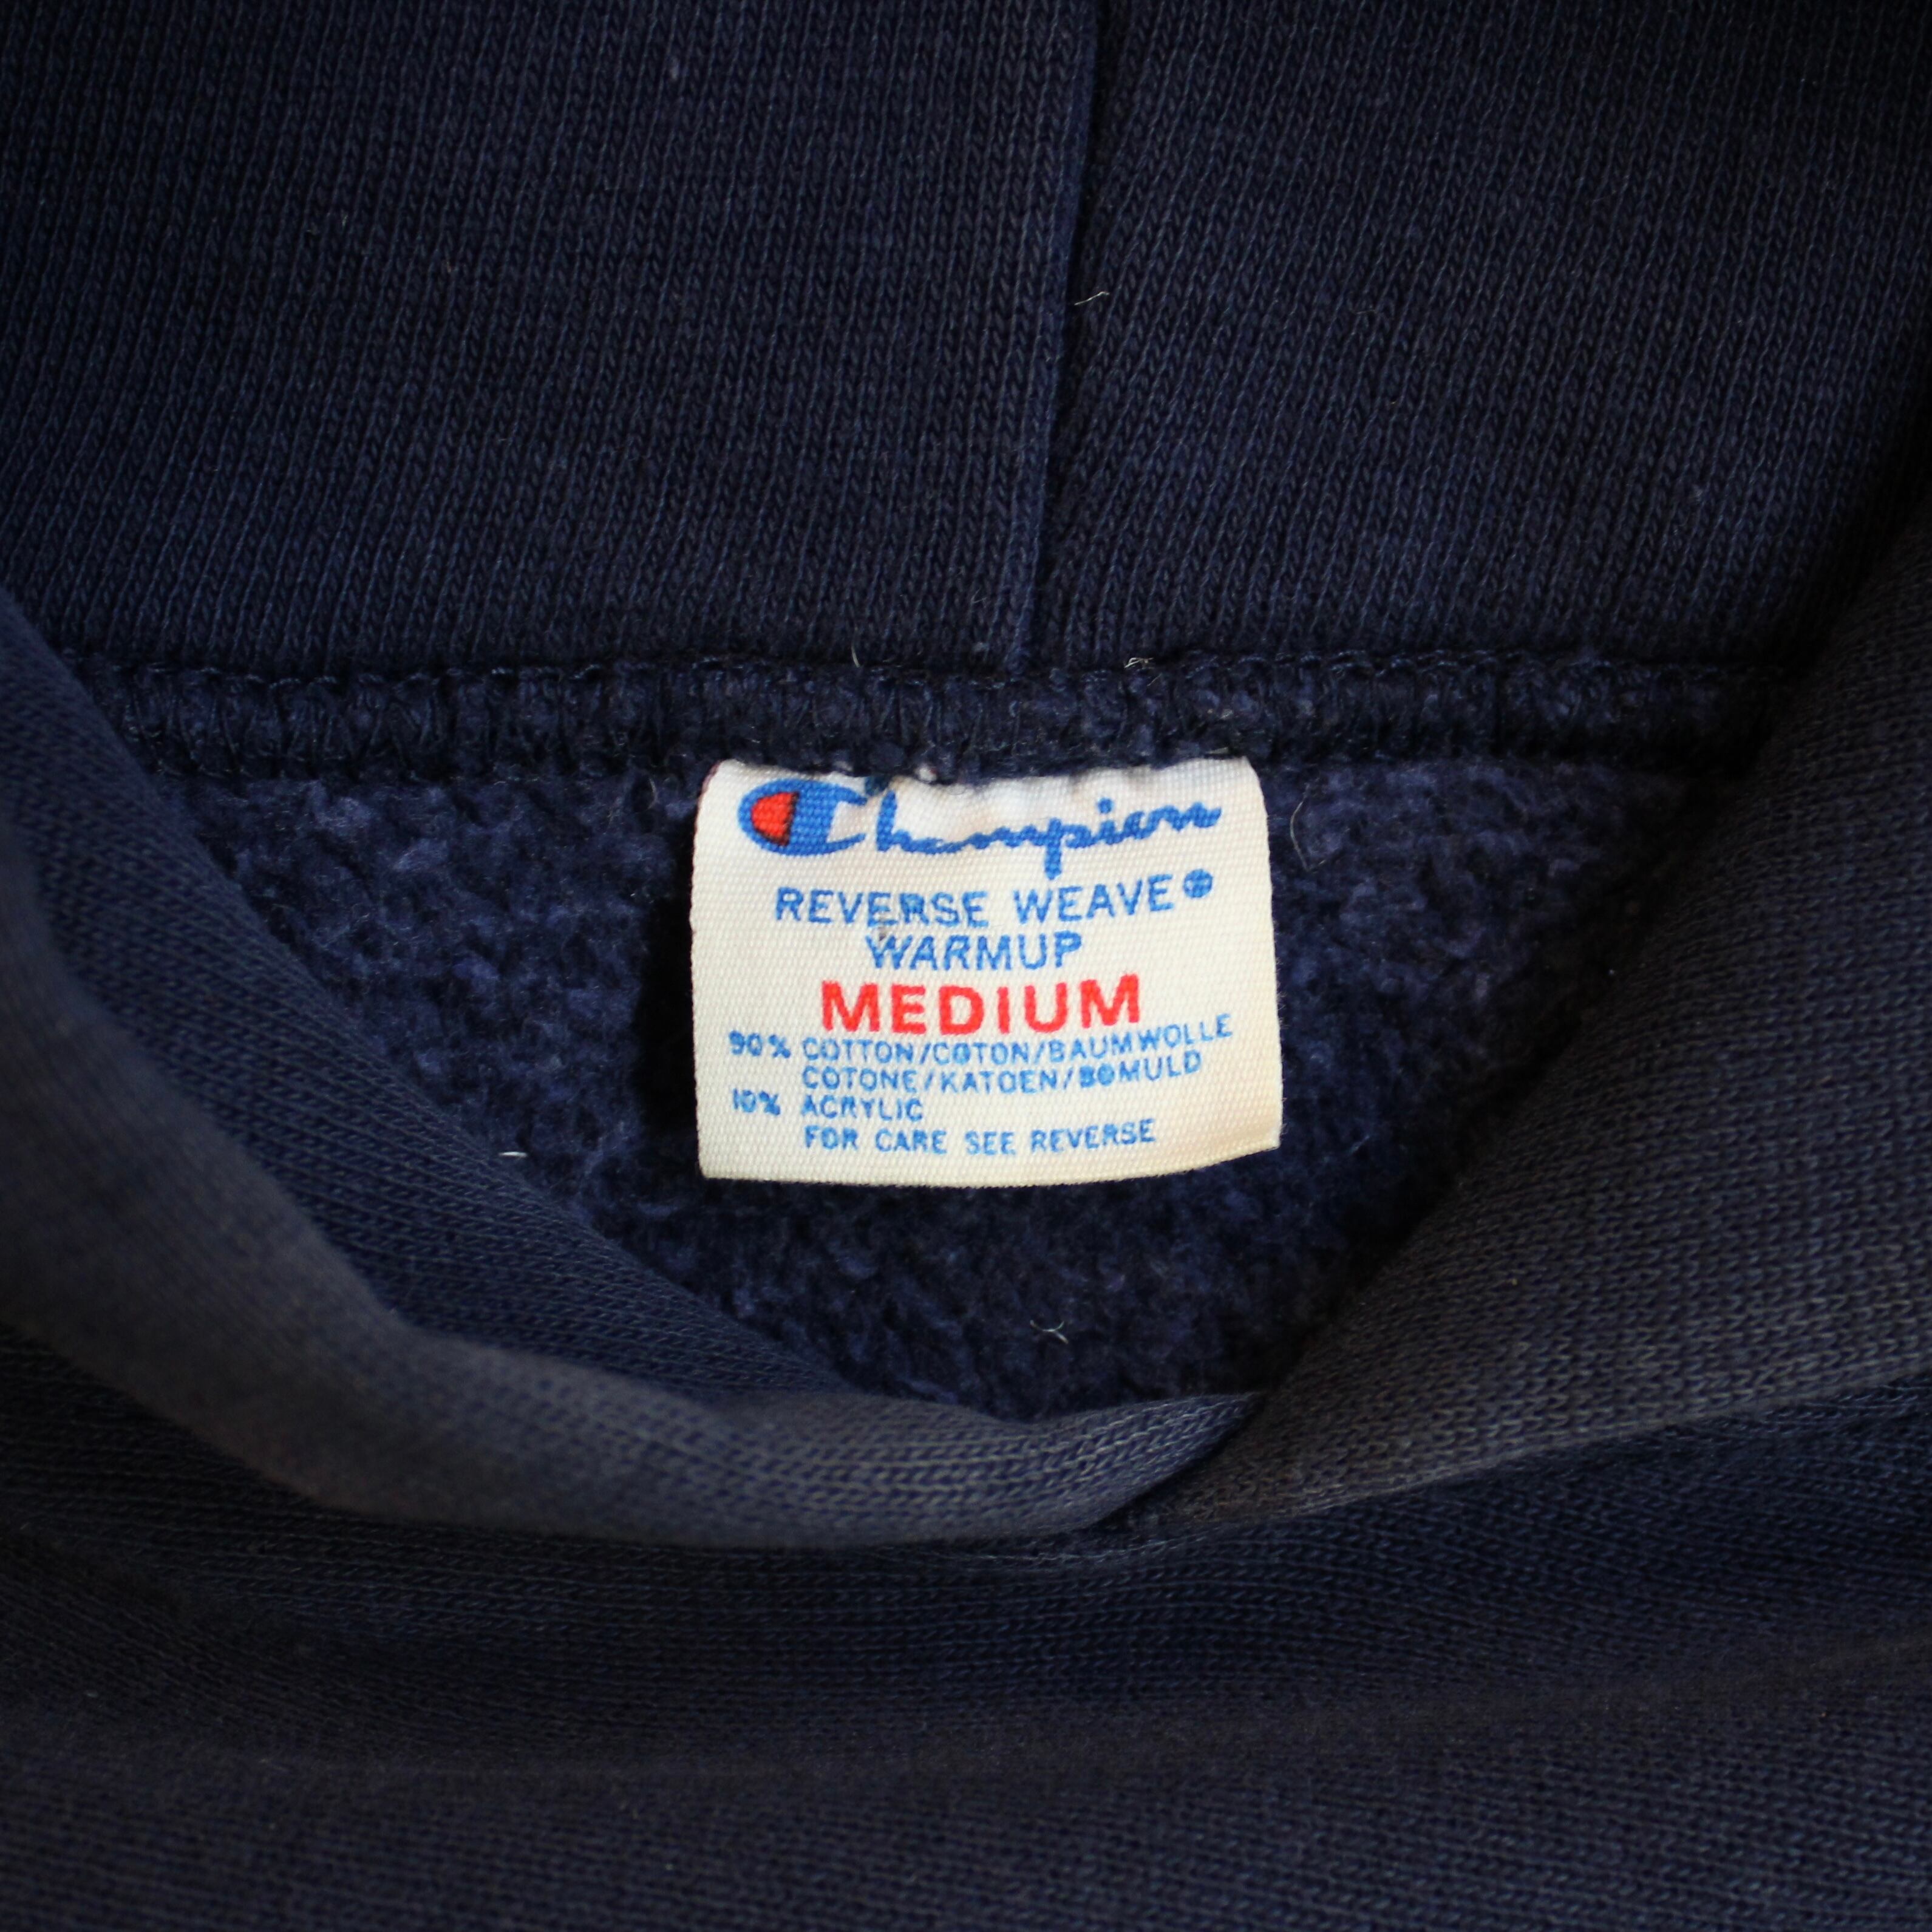 Champion
REVERSE WEAVE®
WARMUP
MEDIUM
90% COTTON/COTON/BAUMWOLLE
COTONE/KATOEN/BOMULD
10% ACRYLIC
FOR CARE SEE REVERSE